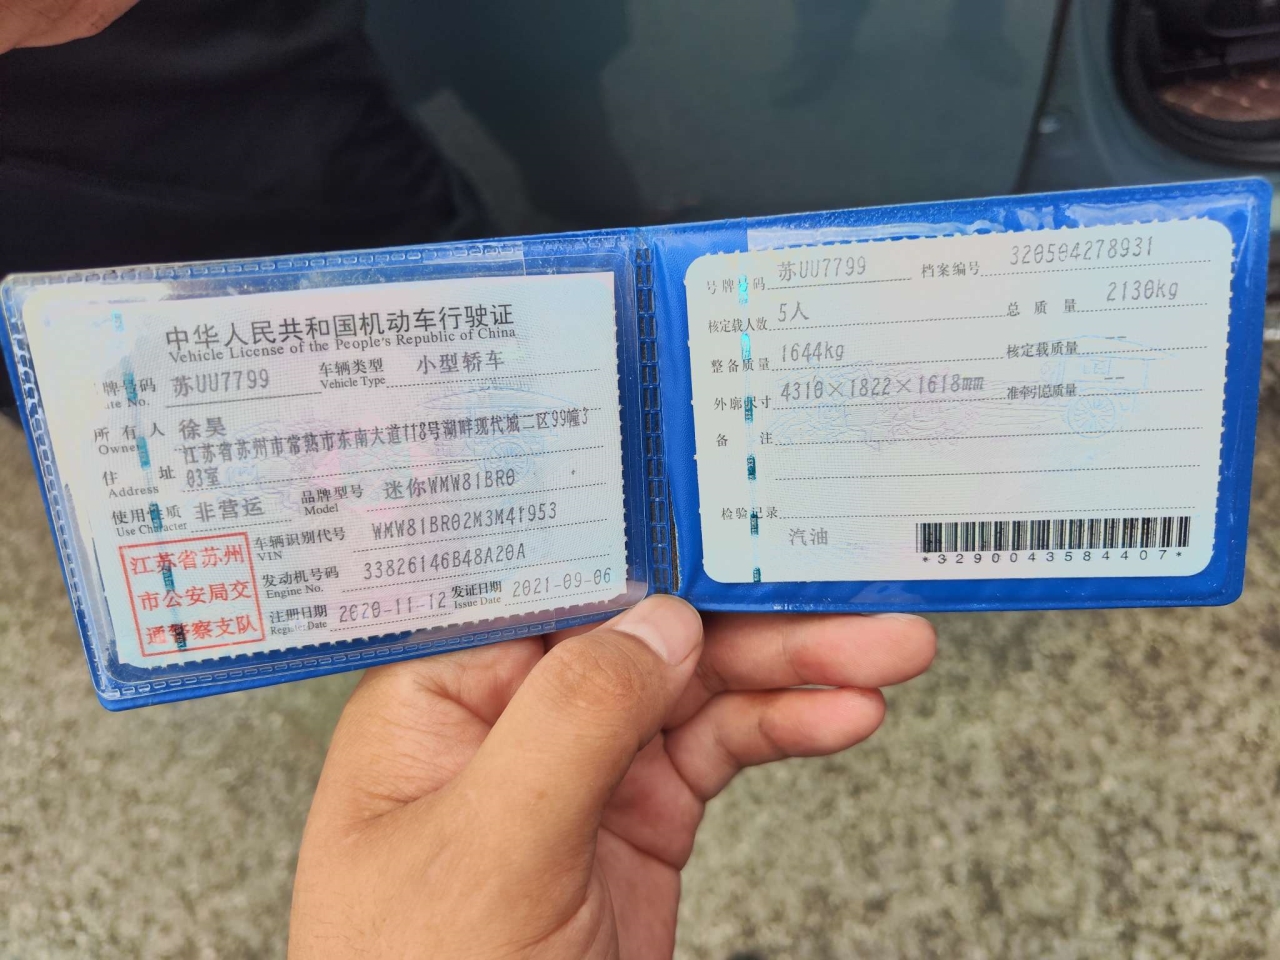 中华人民共和国机动车行驶证
Vehicle License of the People's Republic of China
牌号码 苏UU7799 车辆类型 小型轿车
Plate No. Vehicle Type
所有人 徐昊
Owner
住址 江苏省苏州市常熟市东南大道118号湖畔现代城二区99幢3
Address 03室
使用性质 非营运 品牌型号 迷你WMW81BR0
Use Character Model
车辆识别代号 WMW81BR02M3M41953
VIN
发动机号码 33826146B48A20A
Engine No.
注册日期 2020-11-12 发证日期 2021-09-06
Register Date Issue Date
江苏省苏州
市公安局交
通警察支队
号牌号码 苏UU7799 档案编号 320504278931
核定载人数 5人 总质量 2130kg
整备质量 1644kg 核定载质量 --
外廓尺寸 4310×1822×1618mm 准牵引总质量 --
备注
检验记录
汽油
*3290043584407*